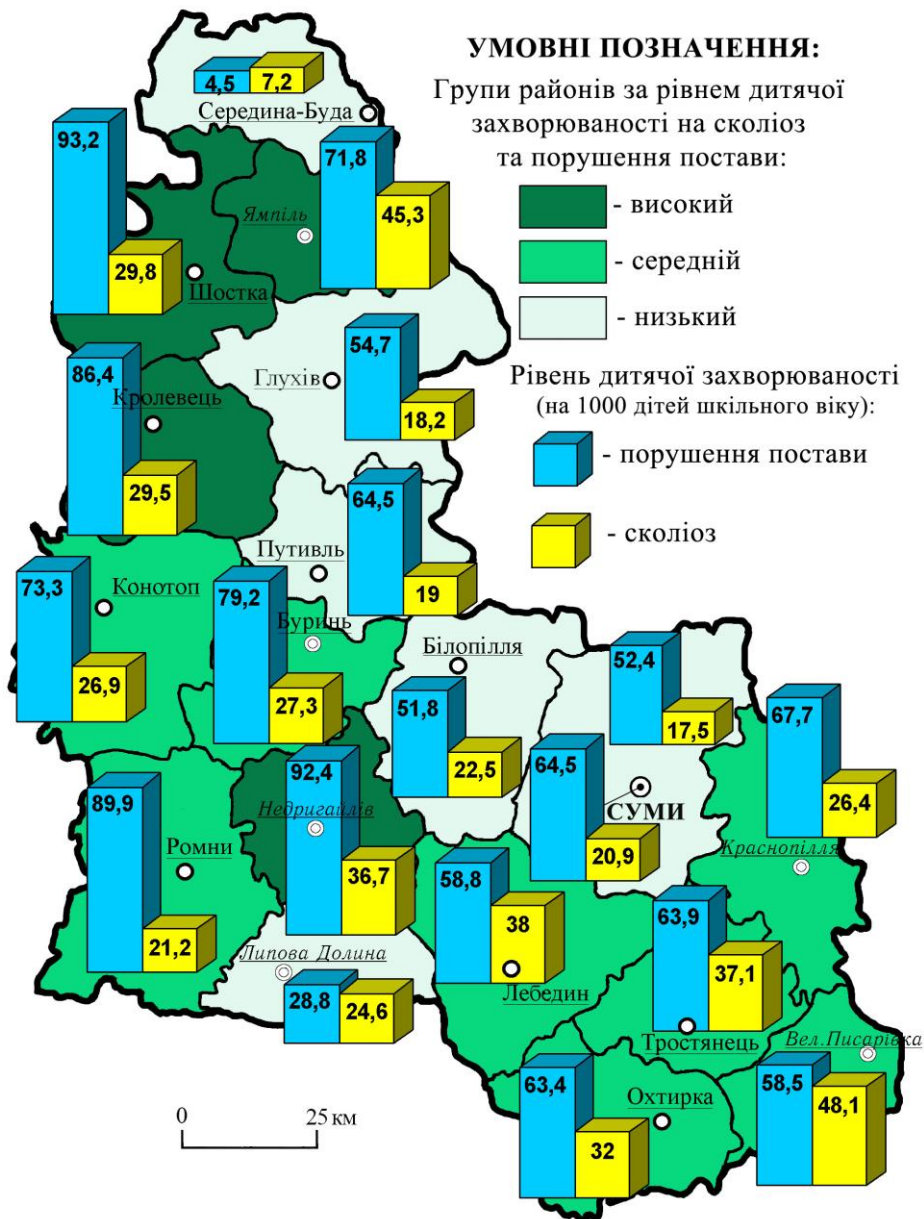 УМОВНІ ПОЗНАЧЕННЯ:
Групи районів за рівнем дитячої
захворюваності на сколіоз
та порушення постави:
- високий
- середній
- низький
Рівень дитячої захворюваності
(на 1000 дітей шкільного віку):
- порушення постави
- сколіоз
4,5
7,2
Середина-Буда
93,2
29,8
Шостка
71,8
45,3
Ямпіль
54,7
18,2
Глухів
86,4
29,5
Кролевець
64,5
19
Путивль
73,3
26,9
Конотоп
79,2
27,3
Буринь
Білопілля
51,8
22,5
52,4
17,5
64,5
20,9
СУМИ
67,7
26,4
Краснопілля
89,9
21,2
Ромни
92,4
36,7
Недригайлів
58,8
38
Лебедин
63,9
37,1
Тростянець
Липова Долина
28,8
24,6
Вел.Писарівка
58,5
48,1
63,4
32
Охтирка
0
25 км